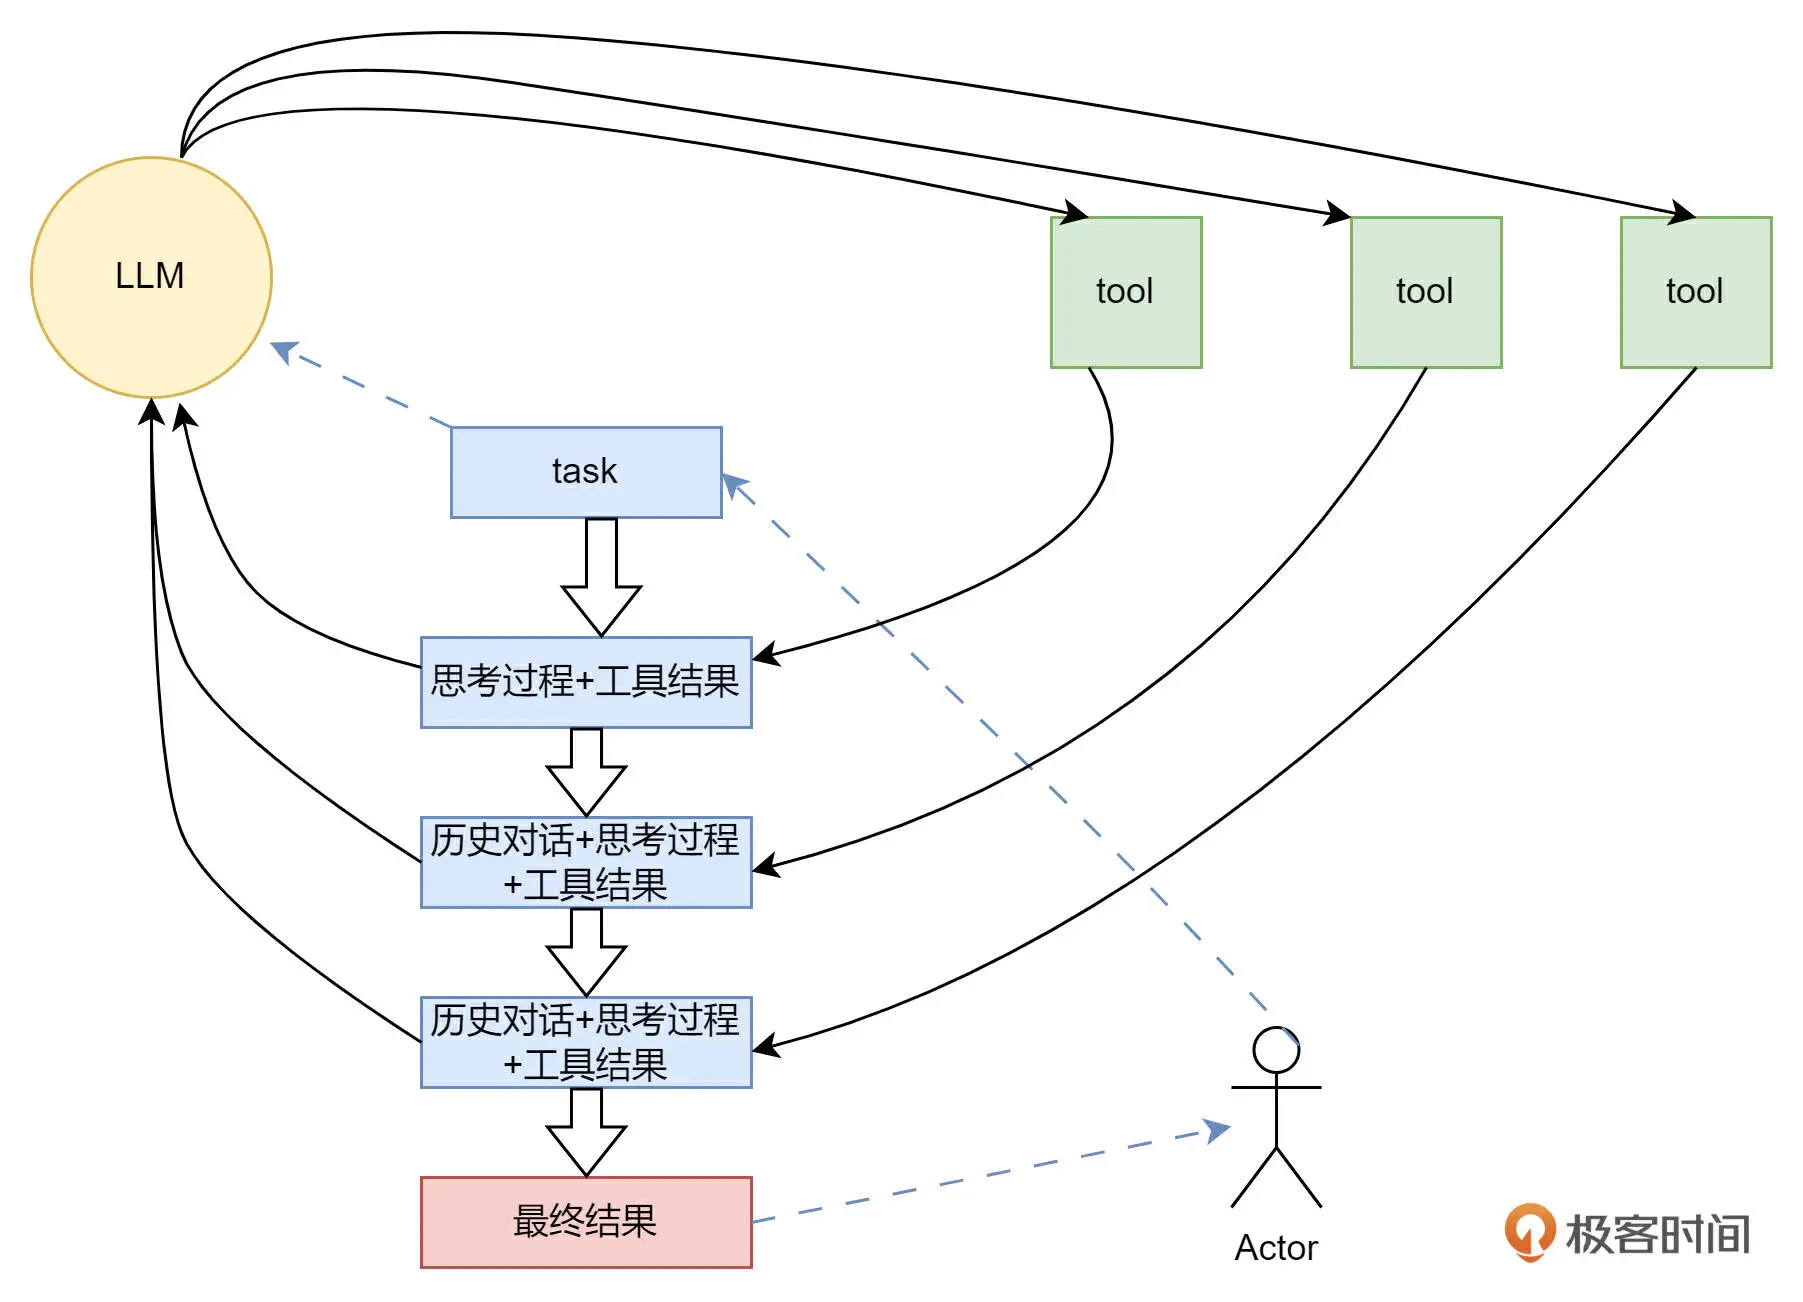 LLM
tool
tool
tool
task
思考过程+工具结果
历史对话+思考过程
+工具结果
历史对话+思考过程
+工具结果
最终结果
Actor
极客时间